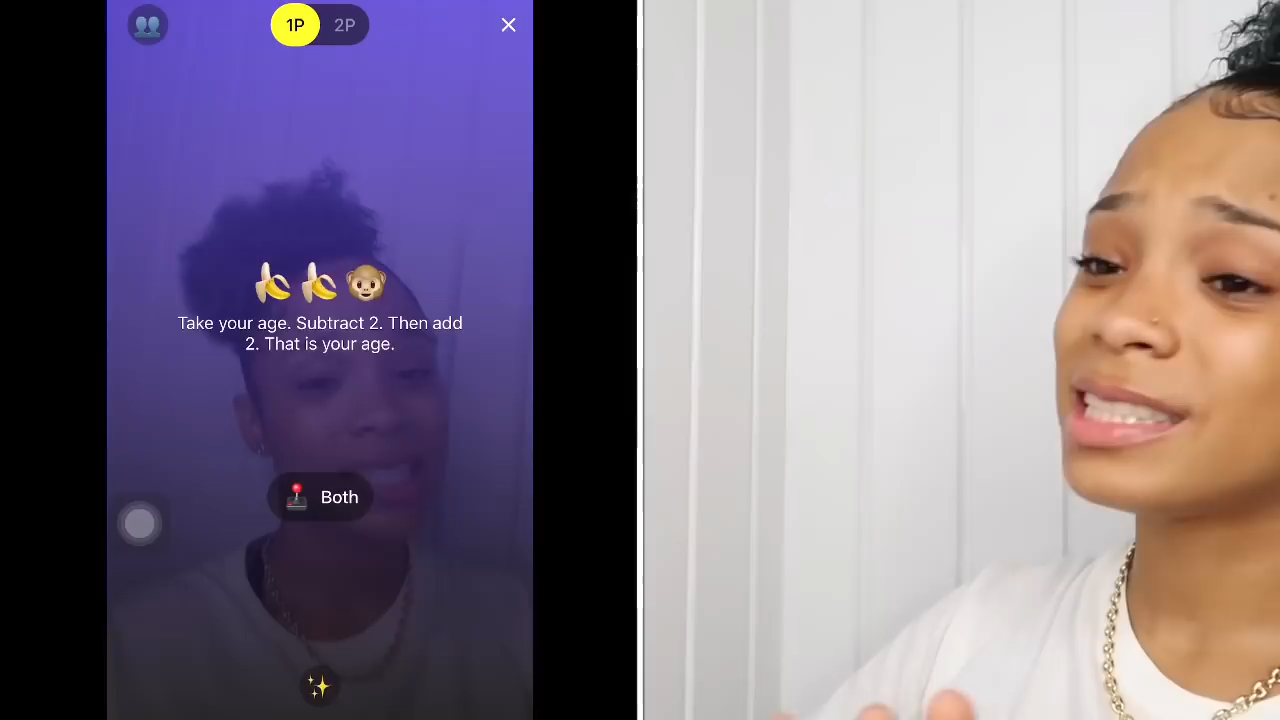 1P 2P
Take your age. Subtract 2. Then add
2. That is your age.
Both